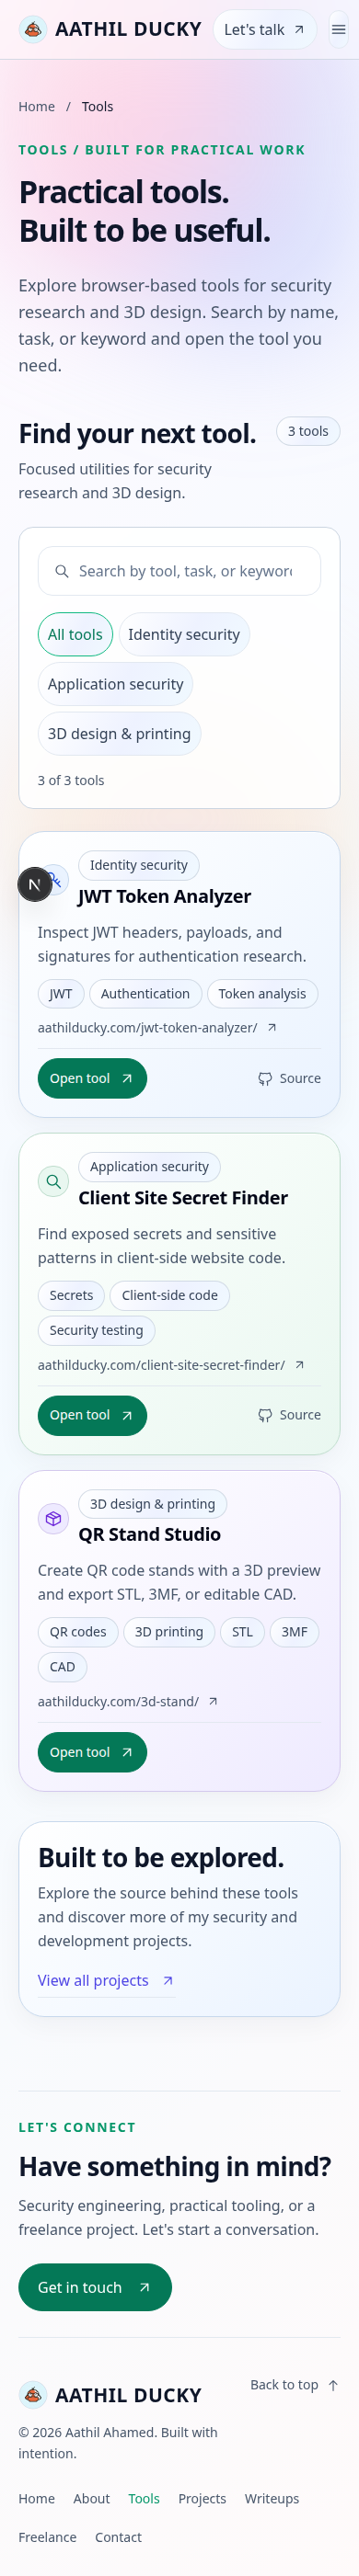 AATHIL DUCKY
Let's talk
Home / Tools
TOOLS / BUILT FOR PRACTICAL WORK
Practical tools.
Built to be useful.
Explore browser-based tools for security
research and 3D design. Search by name,
task, or keyword and open the tool you
need.
Find your next tool.
3 tools
Focused utilities for security
research and 3D design.
Search by tool, task, or keyword
All tools
Identity security
Application security
3D design & printing
3 of 3 tools
N
Identity security
JWT Token Analyzer
Inspect JWT headers, payloads, and
signatures for authentication research.
JWT
Authentication
Token analysis
aathilducky.com/jwt-token-analyzer/
Open tool
Source
Application security
Client Site Secret Finder
Find exposed secrets and sensitive
patterns in client-side website code.
Secrets
Client-side code
Security testing
aathilducky.com/client-site-secret-finder/
Open tool
Source
3D design & printing
QR Stand Studio
Create QR code stands with a 3D preview
and export STL, 3MF, or editable CAD.
QR codes
3D printing
STL
3MF
CAD
aathilducky.com/3d-stand/
Open tool
Built to be explored.
Explore the source behind these tools
and discover more of my security and
development projects.
View all projects
LET'S CONNECT
Have something in mind?
Security engineering, practical tooling, or a
freelance project. Let's start a conversation.
Get in touch
AATHIL DUCKY
Back to top
© 2026 Aathil Ahamed. Built with
intention.
Home About Tools Projects Writeups
Freelance Contact